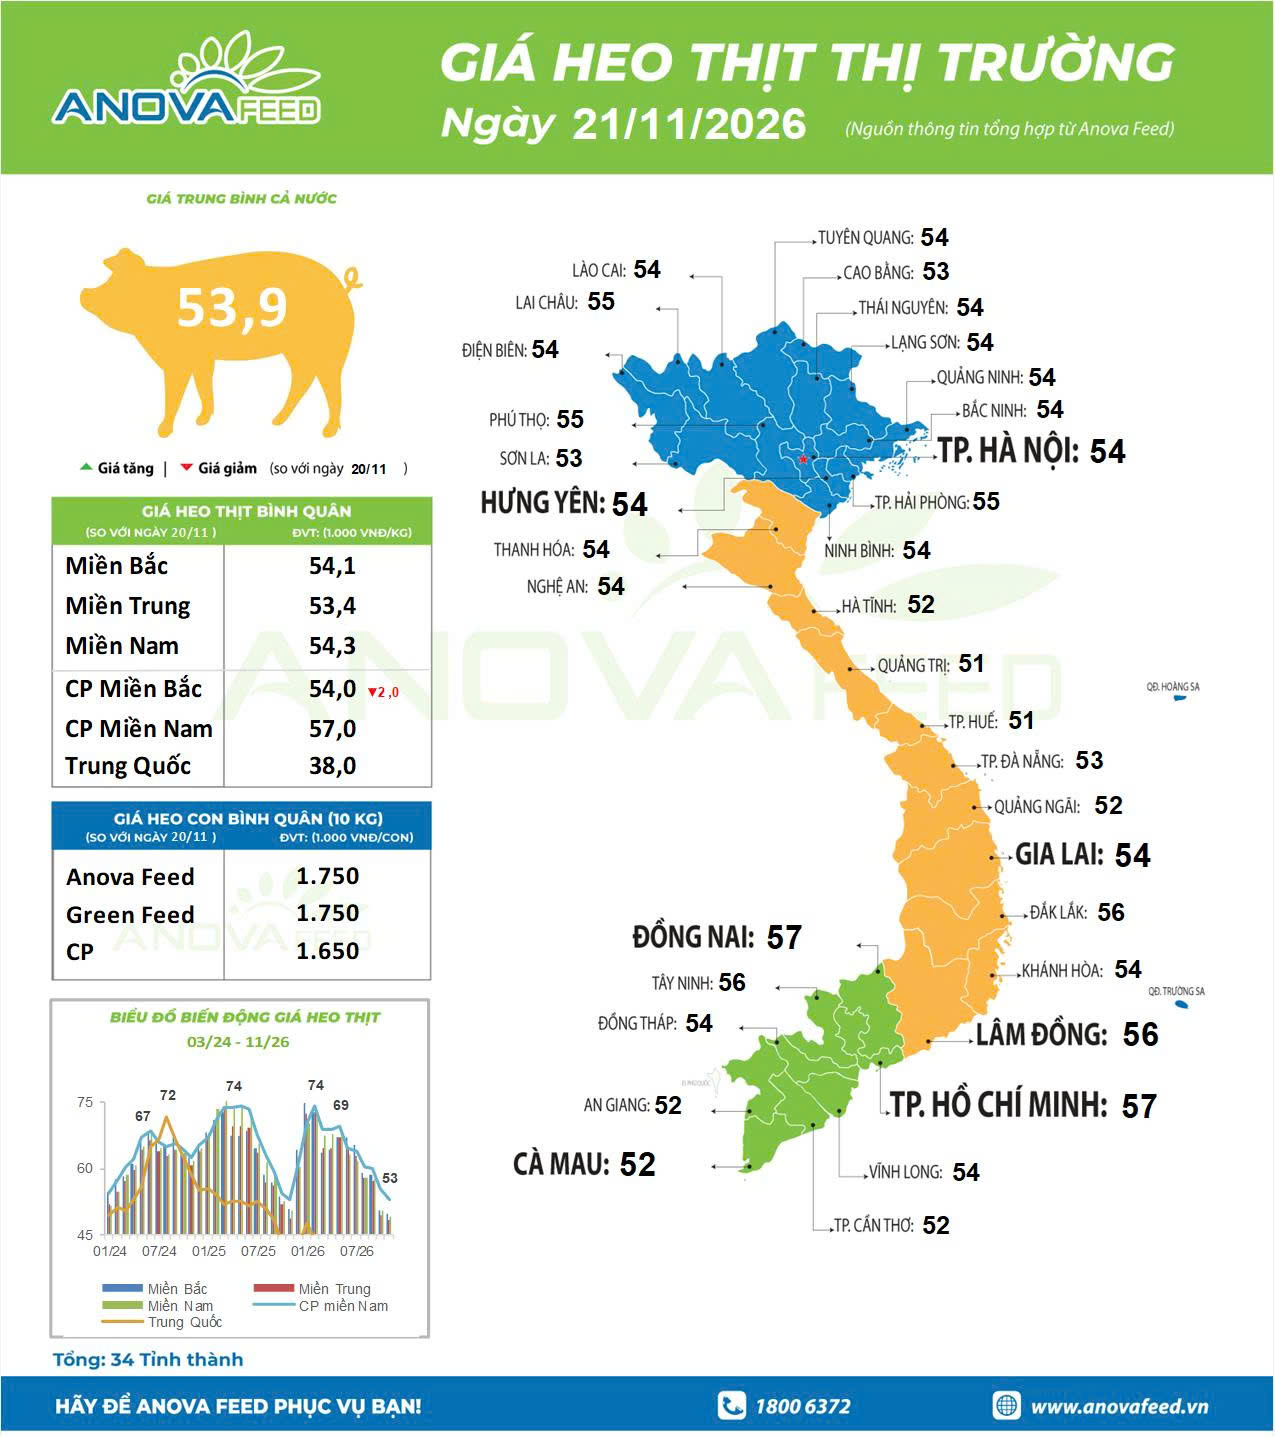 ANOVA FEED
GIÁ HEO THỊT THỊ TRƯỜNG
Ngày 21/11/2026 (Nguồn thông tin tổng hợp từ Anova Feed)
GIÁ TRUNG BÌNH CẢ NƯỚC
53,9
▲ Giá tăng | ▼ Giá giảm (so với ngày 20/11 )
GIÁ HEO THỊT BÌNH QUÂN
(SO VỚI NGÀY 20/11 ) ĐVT: (1.000 VNĐ/KG)
Miền Bắc 54,1
Miền Trung 53,4
Miền Nam 54,3
CP Miền Bắc 54,0 ▼2 ,0
CP Miền Nam 57,0
Trung Quốc 38,0
GIÁ HEO CON BÌNH QUÂN (10 KG)
(SO VỚI NGÀY 20/11 ) ĐVT: (1.000 VNĐ/CON)
Anova Feed 1.750
Green Feed 1.750
CP 1.650
ANOVA FEED
BIỂU ĐỒ BIẾN ĐỘNG GIÁ HEO THỊT
03/24 - 11/26
67 72 74 74 69 53
75
60
45
01/24 07/24 01/25 07/25 01/26 07/26
Miền Bắc Miền Trung
Miền Nam CP miền Nam
Trung Quốc
Tổng: 34 Tỉnh thành
TUYÊN QUANG: 54
LÀO CAI: 54
CAO BẰNG: 53
LAI CHÂU: 55
THÁI NGUYÊN: 54
LẠNG SƠN: 54
ĐIỆN BIÊN: 54
QUẢNG NINH: 54
BẮC NINH: 54
PHÚ THỌ: 55
TP. HÀ NỘI: 54
SƠN LA: 53
HƯNG YÊN: 54
TP. HẢI PHÒNG: 55
THANH HÓA: 54
NINH BÌNH: 54
NGHỆ AN: 54
HÀ TĨNH: 52
ANOVA FEED
QUẢNG TRỊ: 51
QĐ. HOÀNG SA
TP. HUẾ: 51
TP. ĐÀ NẴNG: 53
QUẢNG NGÃI: 52
GIA LAI: 54
ĐẮK LẮK: 56
ĐỒNG NAI: 57
KHÁNH HÒA: 54
TÂY NINH: 56
QĐ. TRƯỜNG SA
ĐỒNG THÁP: 54
LÂM ĐỒNG: 56
Đ. PHÚ QUỐC
AN GIANG: 52
TP. HỒ CHÍ MINH: 57
CÀ MAU: 52
VĨNH LONG: 54
TP. CẦN THƠ: 52
HÃY ĐỂ ANOVA FEED PHỤC VỤ BẠN! 1800 6372 www.anovafeed.vn